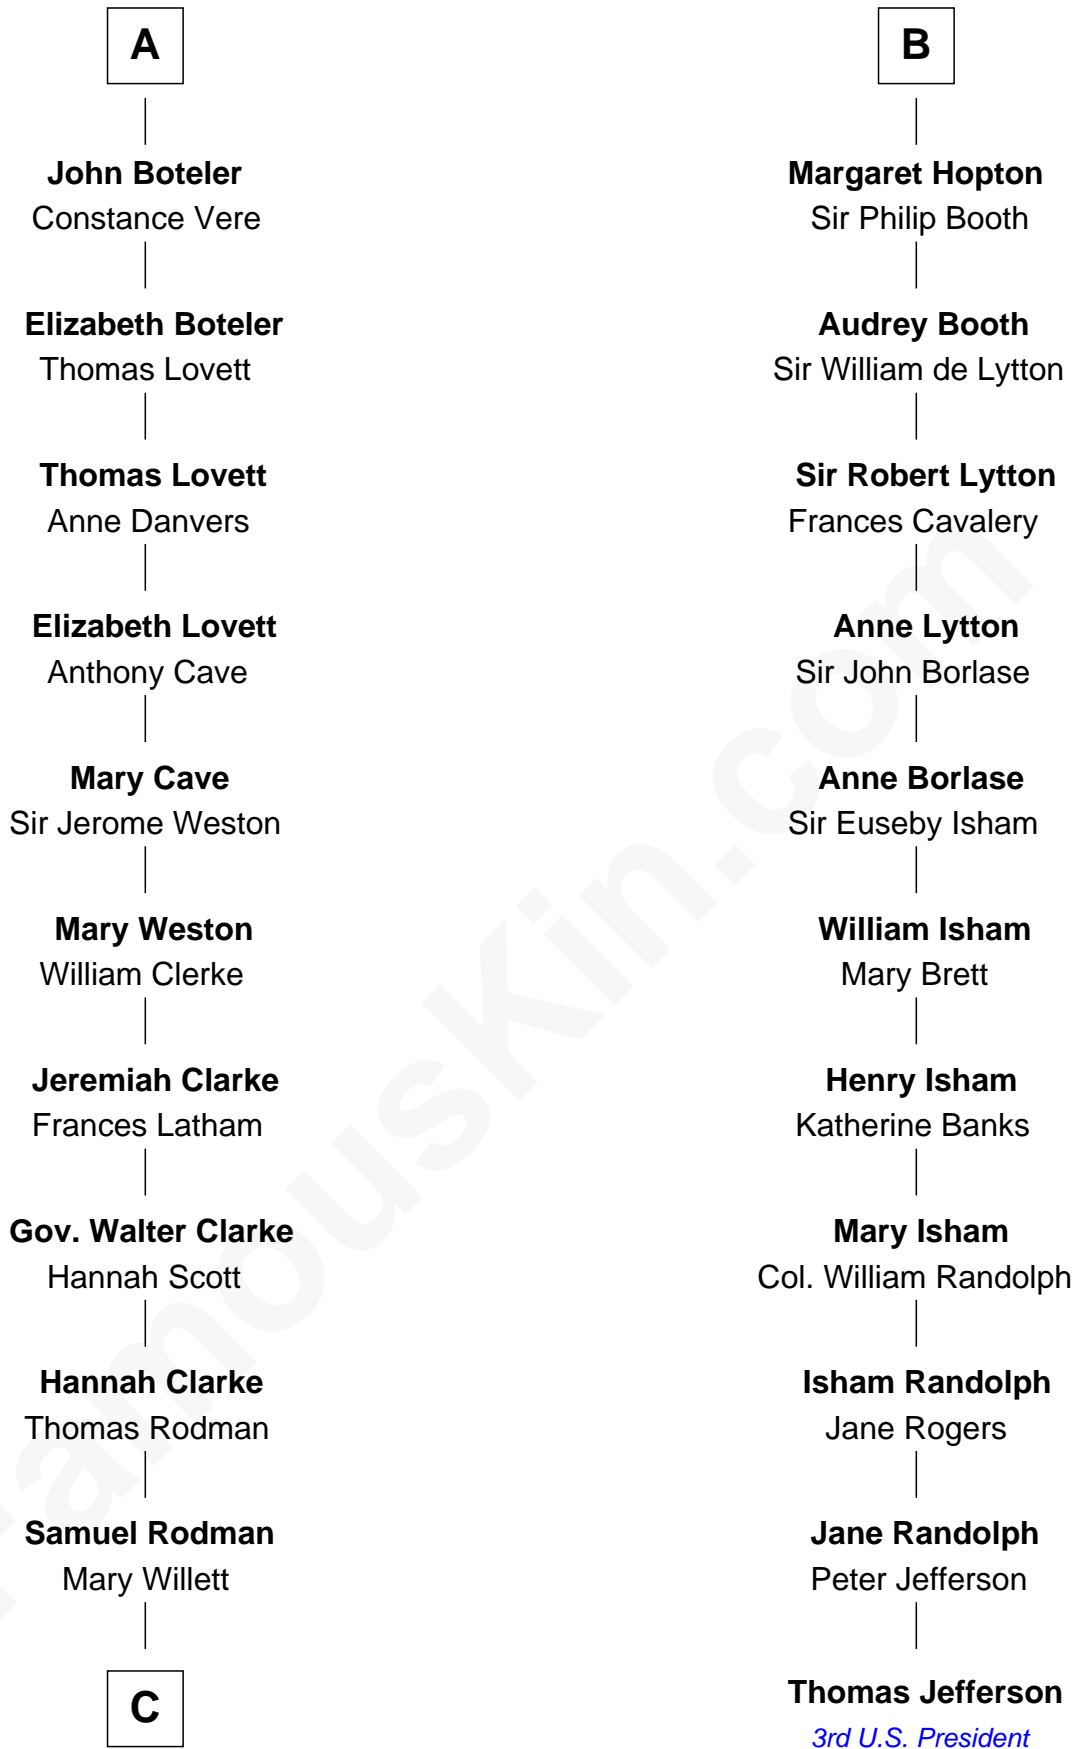 A
John Boteler
Constance Vere
Elizabeth Boteler
Thomas Lovett
Thomas Lovett
Anne Danvers
Elizabeth Lovett
Anthony Cave
Mary Cave
Sir Jerome Weston
Mary Weston
William Clerke
Jeremiah Clarke
Frances Latham
Gov. Walter Clarke
Hannah Scott
Hannah Clarke
Thomas Rodman
Samuel Rodman
Mary Willett
C
B
Margaret Hopton
Sir Philip Booth
Audrey Booth
Sir William de Lytton
Sir Robert Lytton
Frances Cavalery
Anne Lytton
Sir John Borlase
Anne Borlase
Sir Euseby Isham
William Isham
Mary Brett
Henry Isham
Katherine Banks
Mary Isham
Col. William Randolph
Isham Randolph
Jane Rogers
Jane Randolph
Peter Jefferson
Thomas Jefferson
3rd U.S. President
FamousKin.com